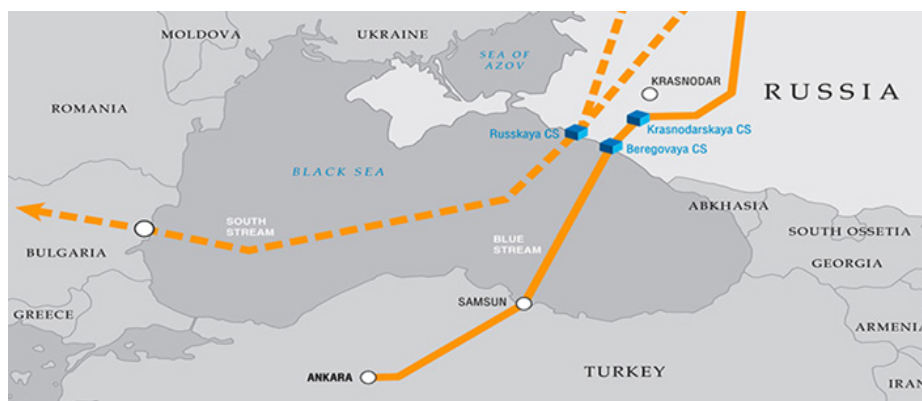 MOLDOVA
UKRAINE
SEA OF
AZOV
KRASNODAR
RUSSIA
ROMANIA
Russkaya CS
Krasnodarskaya CS
Beregovaya CS
BLACK SEA
ABKHASIA
SOUTH
STREAM
SOUTH OSSETIA
BLUE
STREAM
BULGARIA
GEORGIA
SAMSUN
GREECE
ARMENI
TURKEY
ANKARA
IRAN